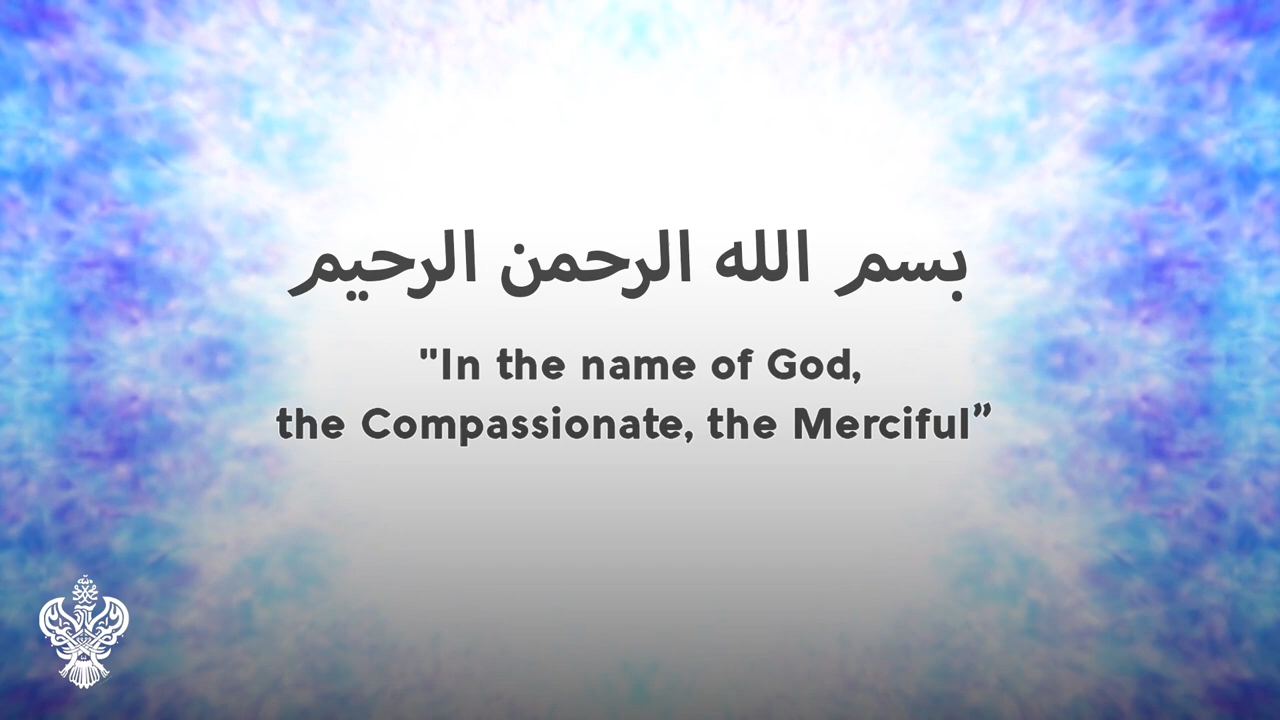 بسم الله الرحمن الرحيم
"In the name of God,
the Compassionate, the Merciful”